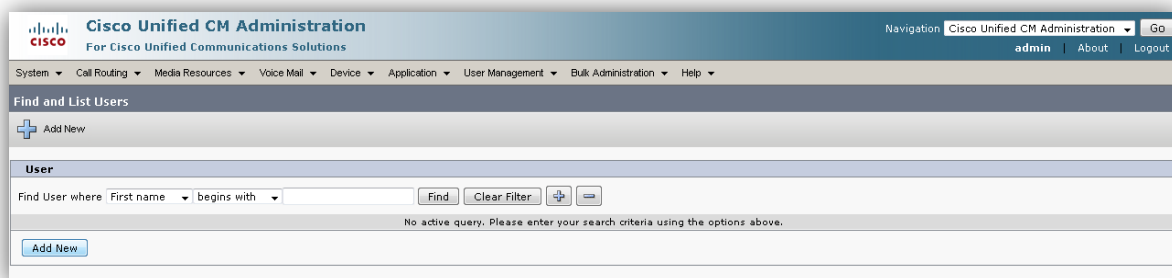 Cisco Unified CM Administration
Navigation Cisco Unified CM Administration Go
CISCO
For Cisco Unified Communications Solutions
admin | About | Logout
System Call Routing Media Resources Voice Mail Device Application User Management Bulk Administration Help
Find and List Users
Add New
User
Find User where First name begins with Find Clear Filter
No active query. Please enter your search criteria using the options above.
Add New